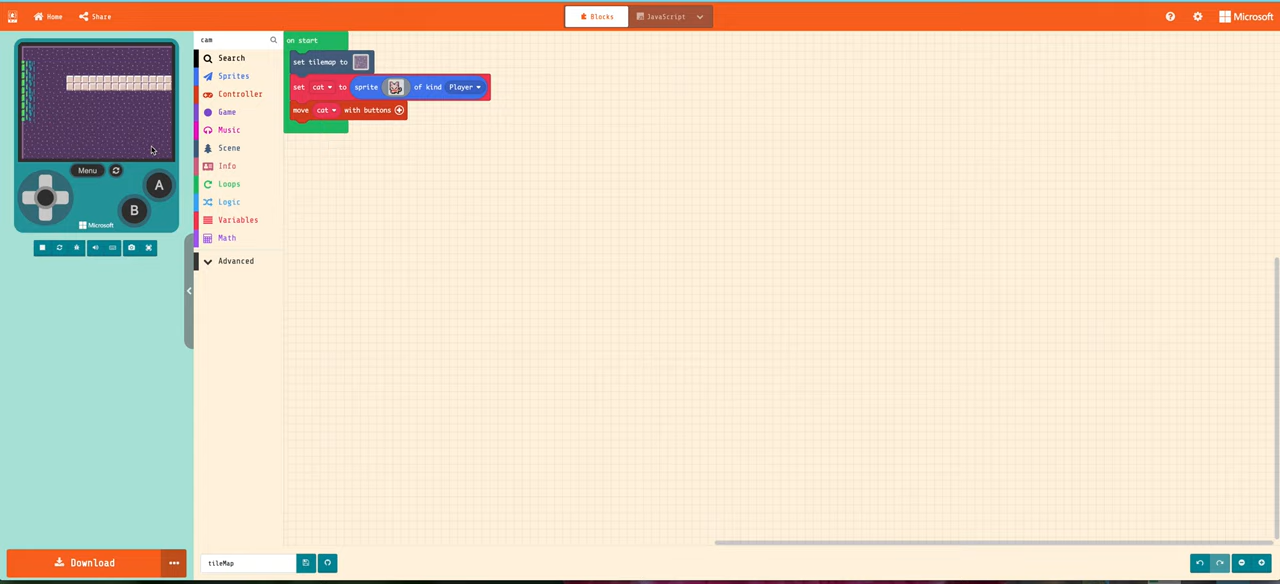 Home Share Blocks JavaScript Microsoft
cam
on start
Search
set tilemap to
Sprites
set cat to sprite of kind Player
Controller
move cat with buttons
Game
Music
Scene
Info
Menu
A
Loops
B
Logic
Microsoft
Variables
Math
Advanced
Download
tileMap